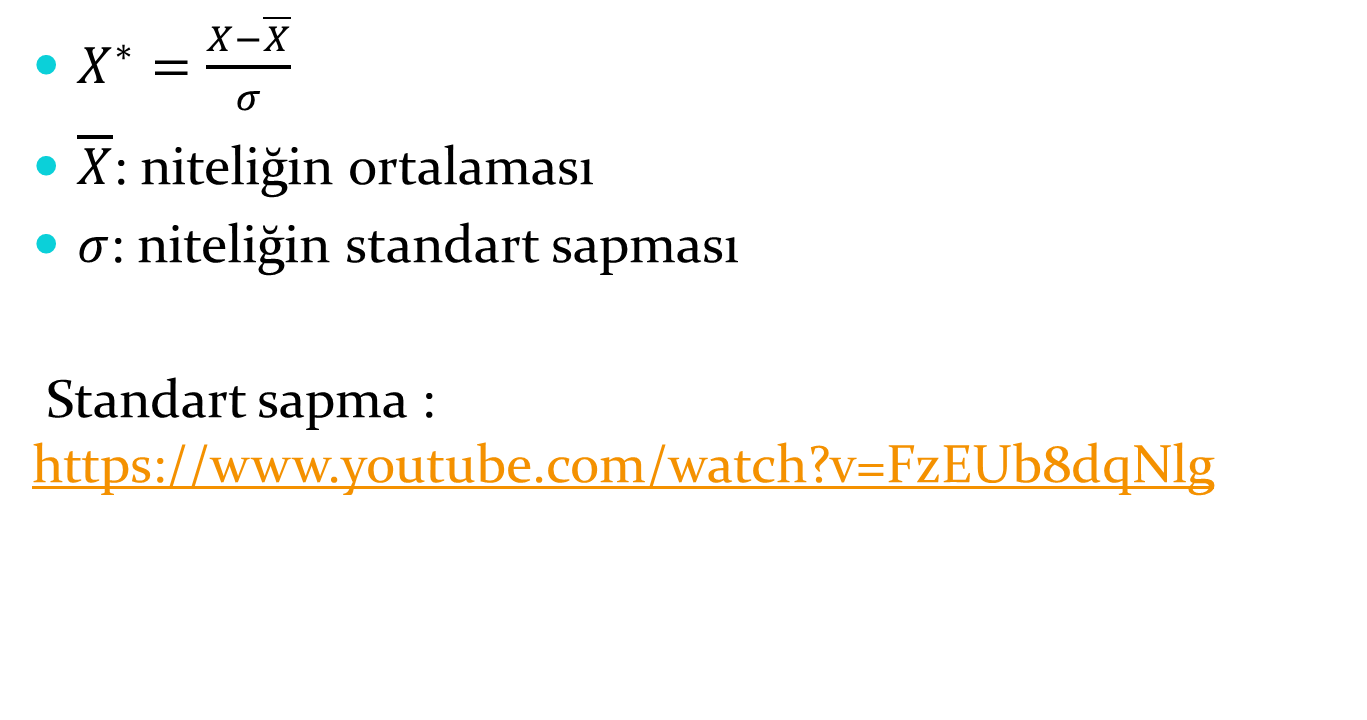 • X* = (X−X̅)/σ
• X̅: niteliğin ortalaması
• σ: niteliğin standart sapması
Standart sapma :
https://www.youtube.com/watch?v=FzEUb8dqNlg